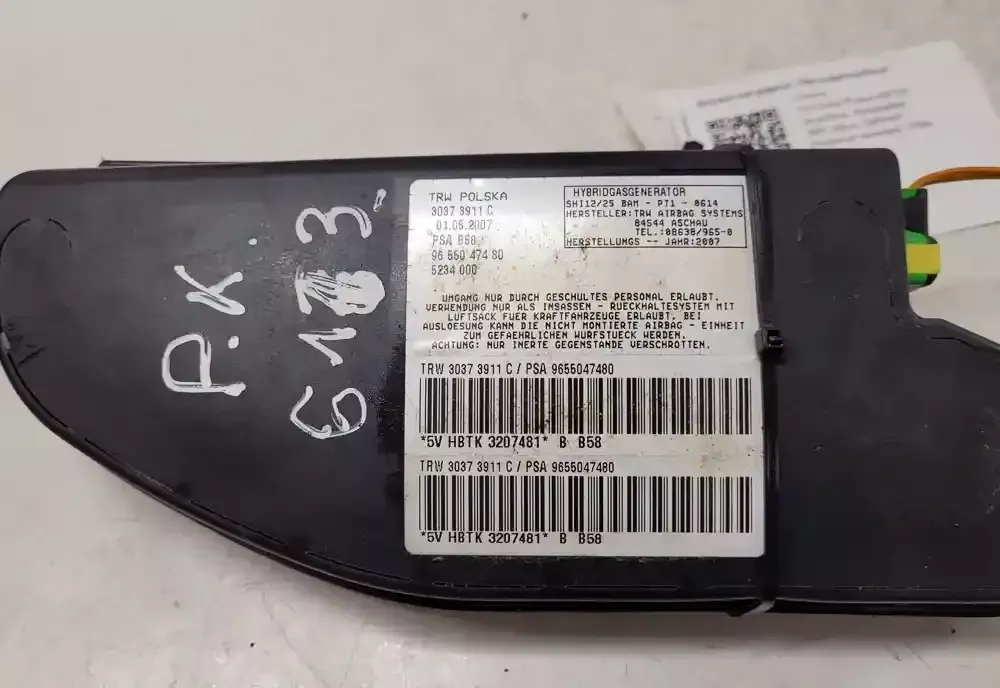 P.K.
G173
TRW POLSKA
3037 3911 C
01.05.2007
PSA B58
96 550 474 80
5234 000
HYBRIDGASGENERATOR
SHI12/25 BAM - PT1 - 0614
HERSTELLER:TRW AIRBAG SYSTEMS
84544 ASCHAU
TEL.:08638/965-0
HERSTELLUNGS -- JAHR:2007
UMGANG NUR DURCH GESCHULTES PERSONAL ERLAUBT.
VERWENDUNG NUR ALS INSASSEN - RUECKHALTESYSTEM MIT
LUFTSACK FUER KRAFTFAHRZEUGE ERLAUBT. BEI
AUSLOESUNG KANN DIE NICHT MONTIERTE AIRBAG - EINHEIT
ZUM GEFAEHRLICHEN WURFSTUECK WERDEN.
ACHTUNG: NUR INERTE GEGENSTANDE VERSCHROTTEN.
TRW 3037 3911 C / PSA 9655047480
*5V HBTK 3207481* B B58
TRW 3037 3911 C / PSA 9655047480
*5V HBTK 3207481* B B58